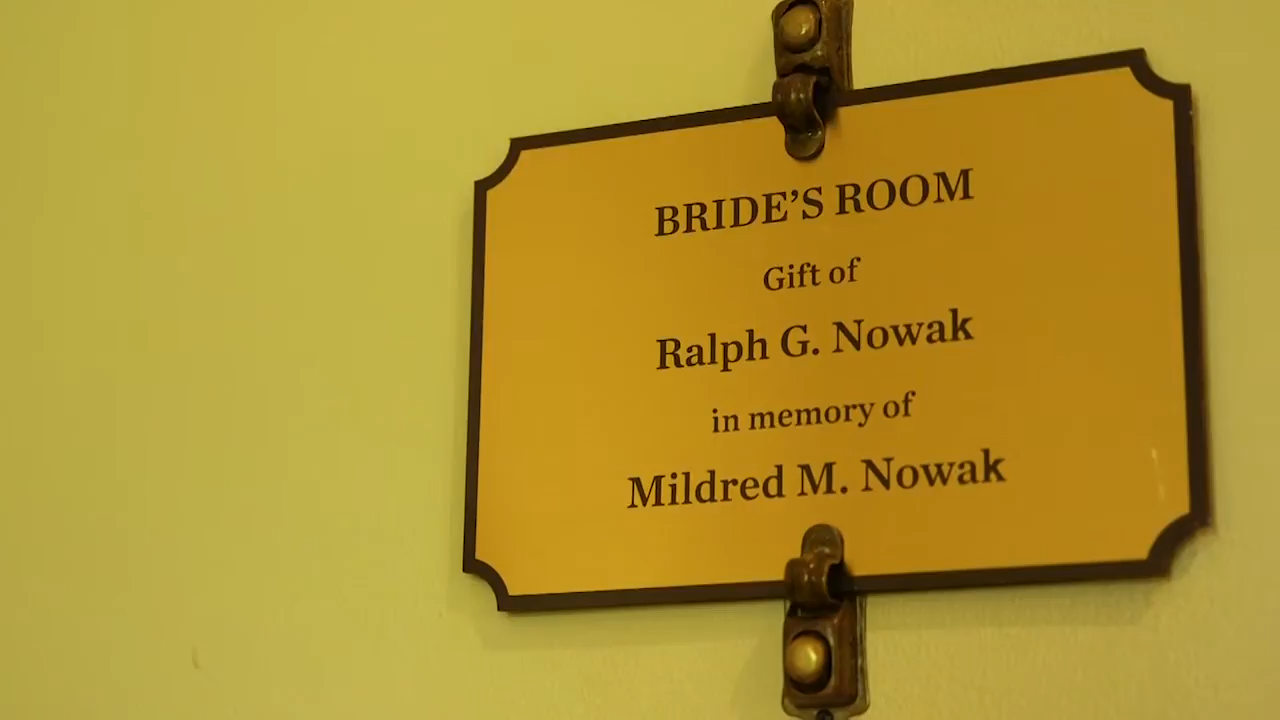 BRIDE'S ROOM
Gift of
Ralph G. Nowak
in memory of
Mildred M. Nowak